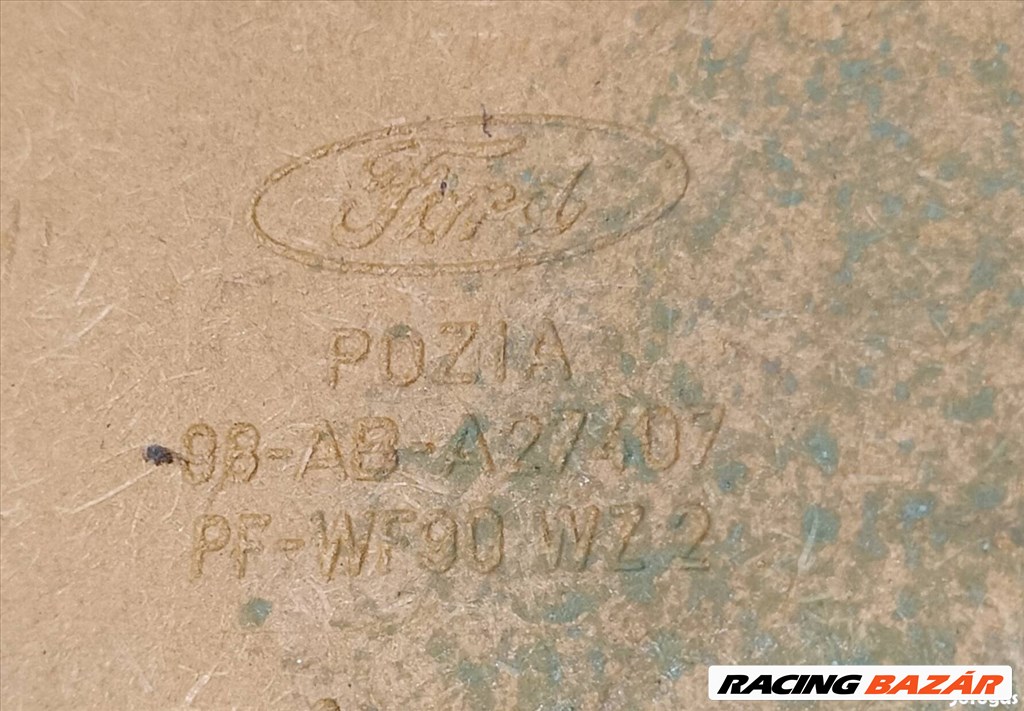 Ford
POZIA
98-AB-A27407
PF-WF90 WZ 2
RACING BAZÁR